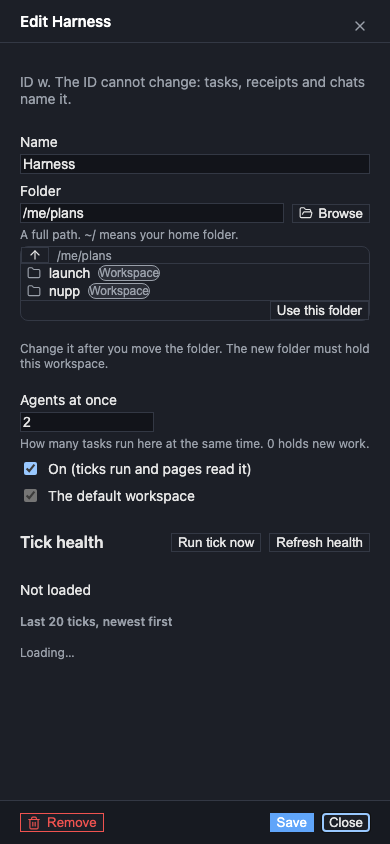 Edit Harness
ID w. The ID cannot change: tasks, receipts and chats
name it.
Name
Harness
Folder
/me/plans
Browse
A full path. ~/ means your home folder.
/me/plans
launch Workspace
nupp Workspace
Use this folder
Change it after you move the folder. The new folder must hold
this workspace.
Agents at once
2
How many tasks run here at the same time. 0 holds new work.
On (ticks run and pages read it)
The default workspace
Tick health
Run tick now
Refresh health
Not loaded
Last 20 ticks, newest first
Loading...
Remove
Save
Close